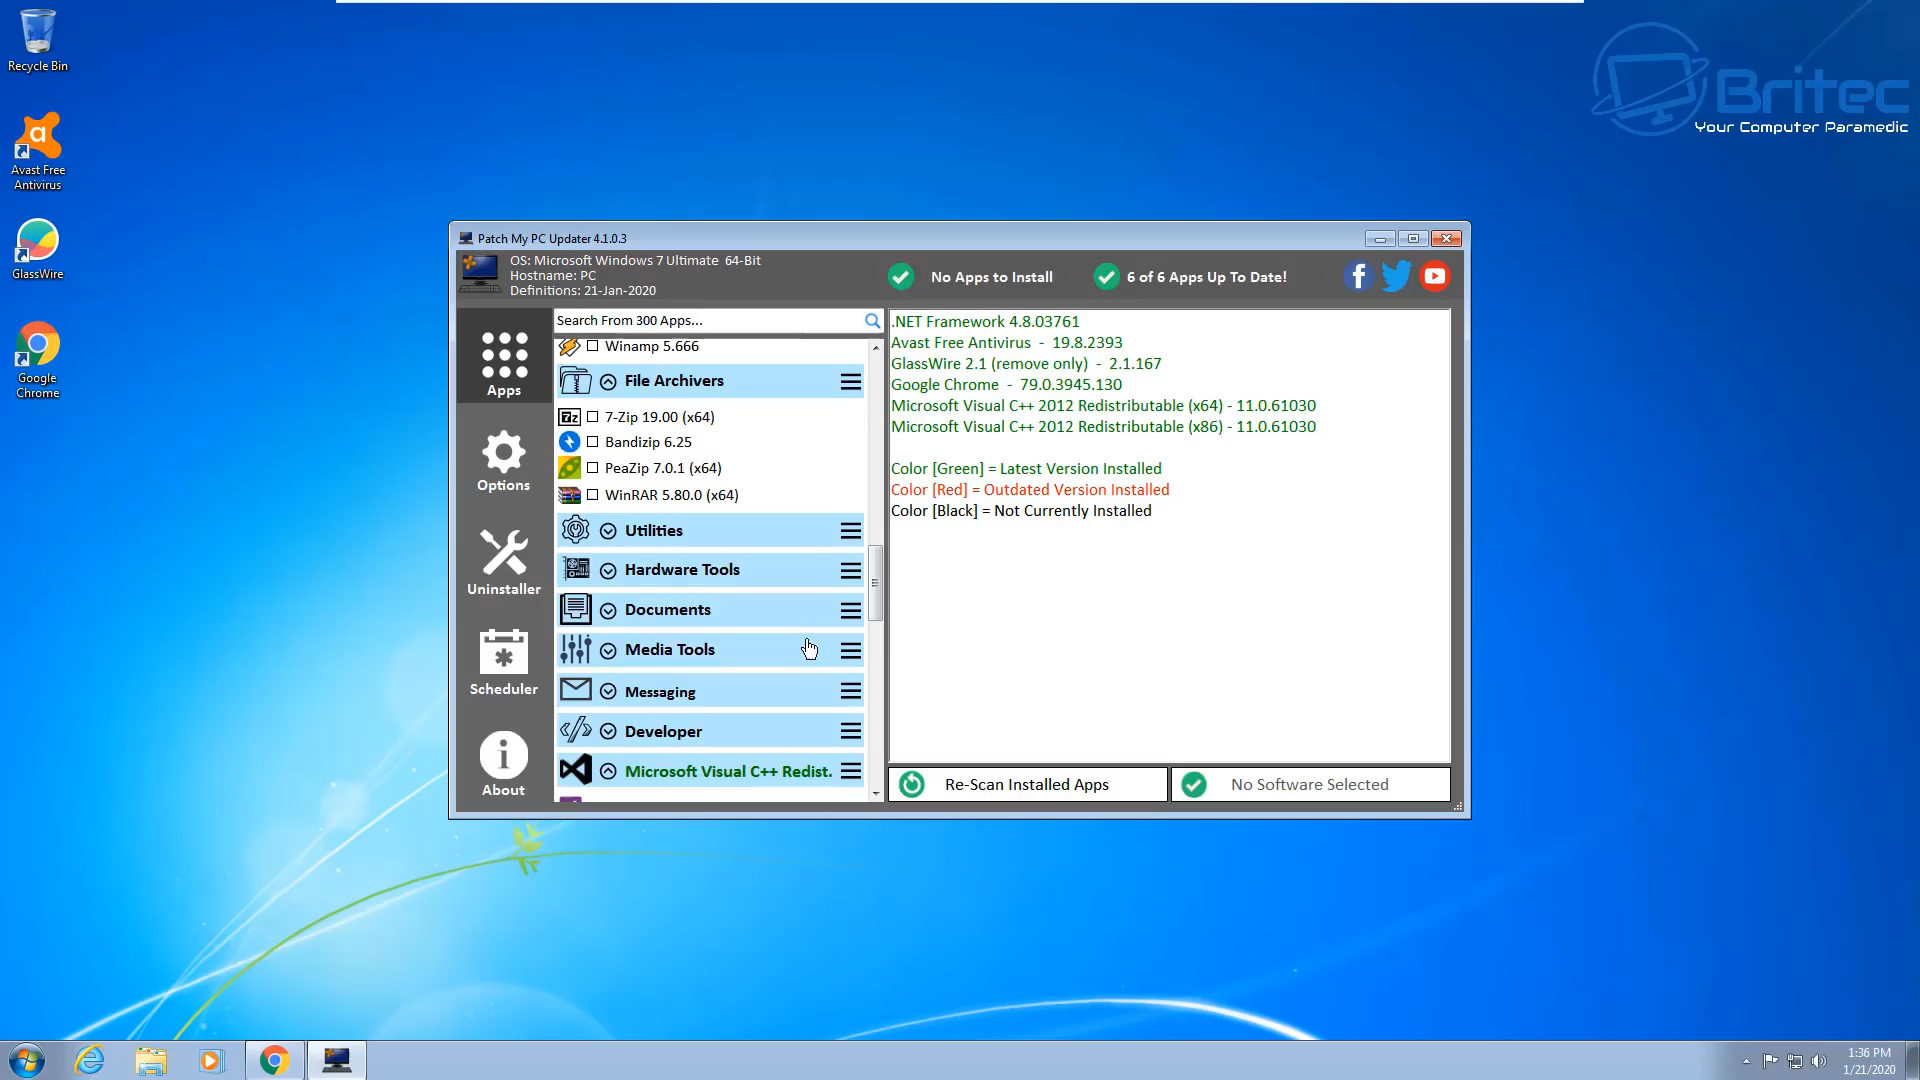 Recycle Bin
Avast Free
Antivirus
GlassWire
Google
Chrome
Britec
Your Computer Paramedic
Patch My PC Updater 4.1.0.3
OS: Microsoft Windows 7 Ultimate 64-Bit
Hostname: PC
Definitions: 21-Jan-2020
No Apps to Install
6 of 6 Apps Up To Date!
Apps
Options
Uninstaller
Scheduler
About
Search From 300 Apps...
Winamp 5.666
File Archivers
7-Zip 19.00 (x64)
Bandizip 6.25
PeaZip 7.0.1 (x64)
WinRAR 5.80.0 (x64)
Utilities
Hardware Tools
Documents
Media Tools
Messaging
Developer
Microsoft Visual C++ Redist.
.NET Framework 4.8.03761
Avast Free Antivirus - 19.8.2393
GlassWire 2.1 (remove only) - 2.1.167
Google Chrome - 79.0.3945.130
Microsoft Visual C++ 2012 Redistributable (x64) - 11.0.61030
Microsoft Visual C++ 2012 Redistributable (x86) - 11.0.61030
Color [Green] = Latest Version Installed
Color [Red] = Outdated Version Installed
Color [Black] = Not Currently Installed
Re-Scan Installed Apps
No Software Selected
1:36 PM
1/21/2020